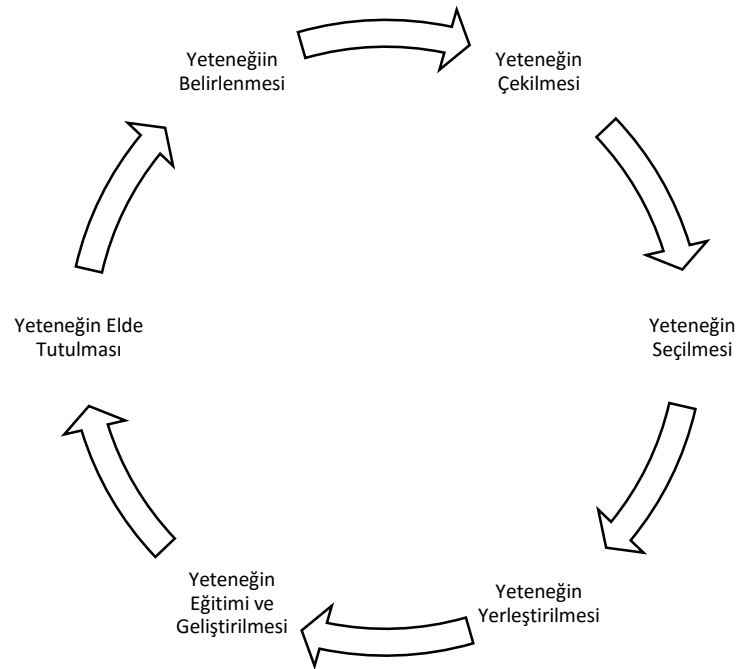 Yeteneğiin
Belirlenmesi
Yeteneğin
Çekilmesi
Yeteneğin
Seçilmesi
Yeteneğin
Yerleştirilmesi
Yeteneğin
Eğitimi ve
Geliştirilmesi
Yeteneğin Elde
Tutulması